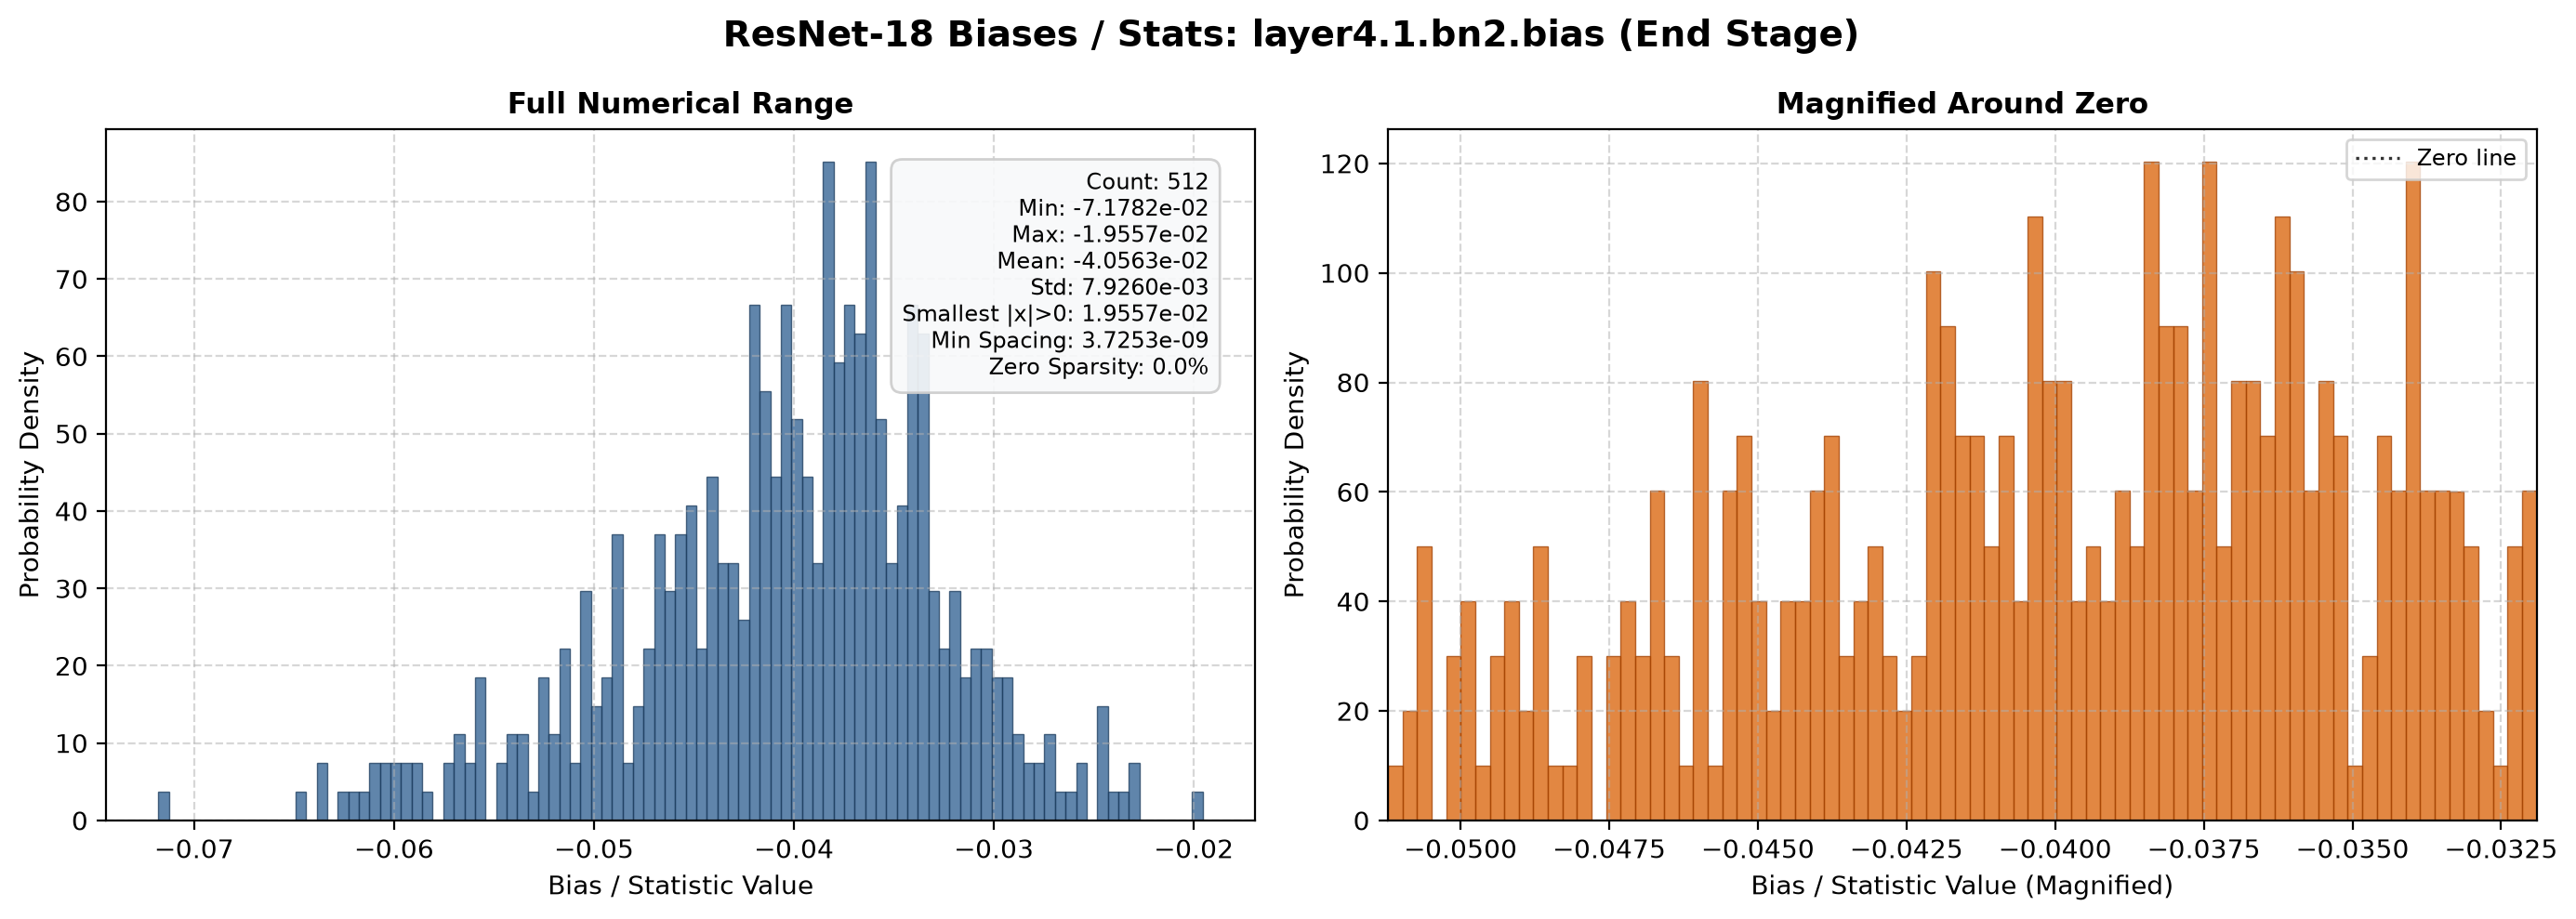 ResNet-18 Biases / Stats: layer4.1.bn2.bias (End Stage)
Full Numerical Range
Probability Density
80
70
60
50
40
30
20
10
0
Count: 512
Min: -7.1782e-02
Max: -1.9557e-02
Mean: -4.0563e-02
Std: 7.9260e-03
Smallest |x|>0: 1.9557e-02
Min Spacing: 3.7253e-09
Zero Sparsity: 0.0%
−0.07 −0.06 −0.05 −0.04 −0.03 −0.02
Bias / Statistic Value
Magnified Around Zero
Probability Density
120
100
80
60
40
20
0
Zero line
−0.0500 −0.0475 −0.0450 −0.0425 −0.0400 −0.0375 −0.0350 −0.0325
Bias / Statistic Value (Magnified)